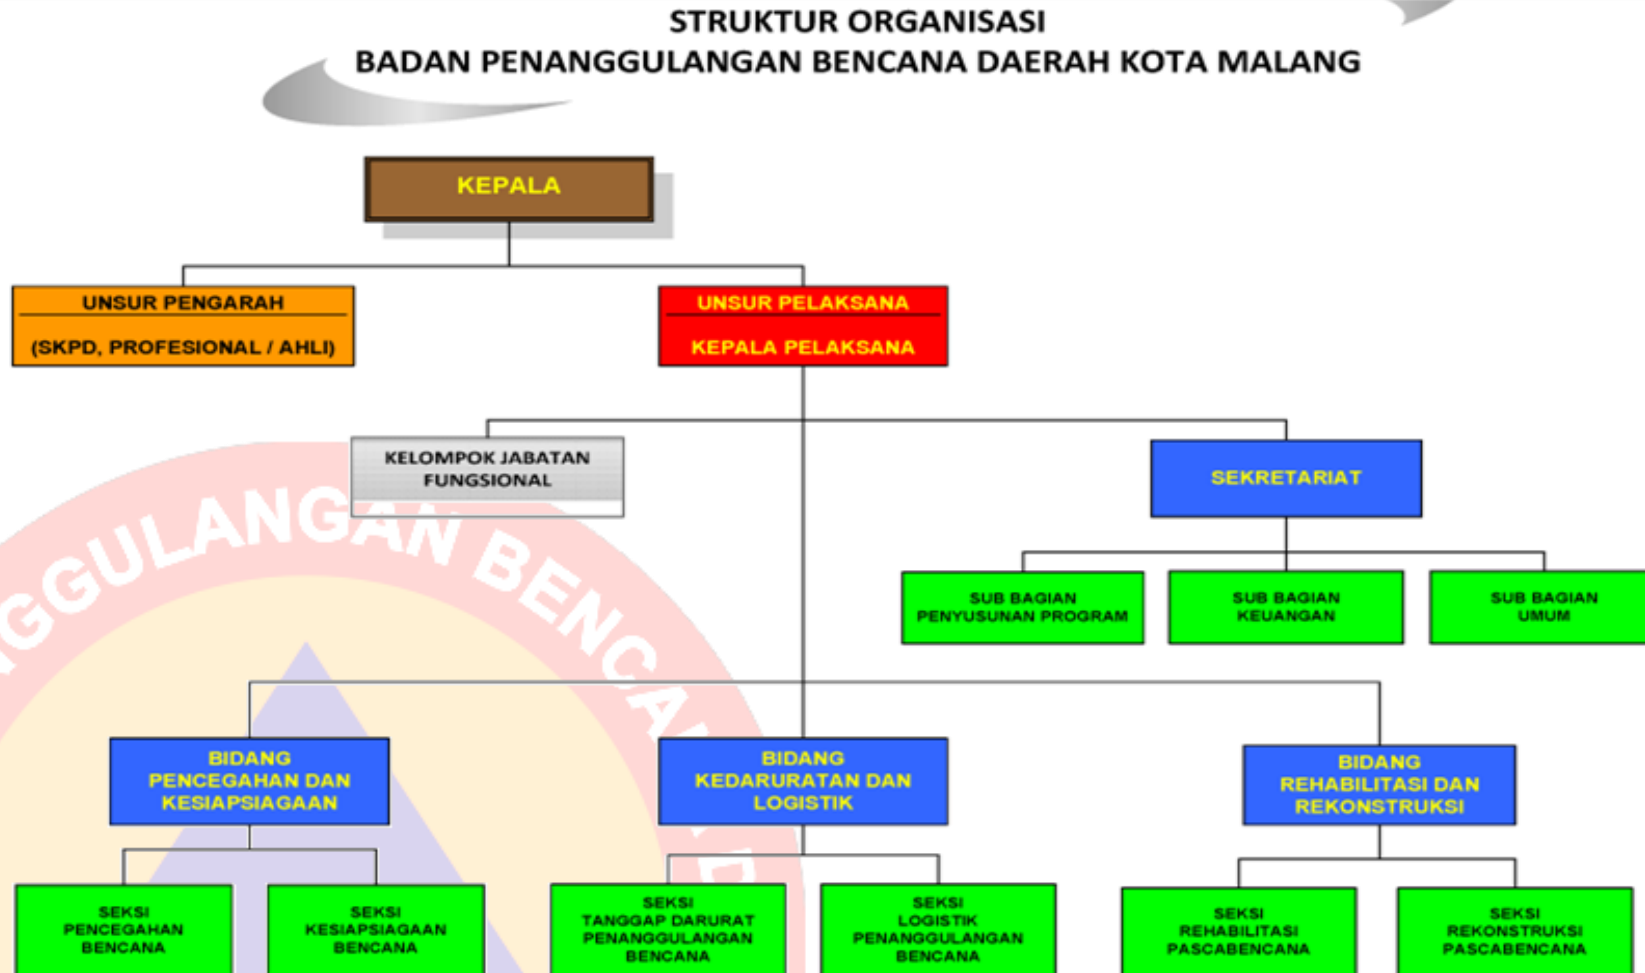 STRUKTUR ORGANISASI
BADAN PENANGGULANGAN BENCANA DAERAH KOTA MALANG
KEPALA
UNSUR PENGARAH
(SKPD, PROFESIONAL / AHLI)
UNSUR PELAKSANA
KEPALA PELAKSANA
KELOMPOK JABATAN
FUNGSIONAL
SEKRETARIAT
SUB BAGIAN
PENYUSUNAN PROGRAM
SUB BAGIAN
KEUANGAN
SUB BAGIAN
UMUM
GGULANGAN BENCA D
BIDANG
PENCEGAHAN DAN
KESIAPSIAGAAN
BIDANG
KEDARURATAN DAN
LOGISTIK
BIDANG
REHABILITASI DAN
REKONSTRUKSI
SEKSI
PENCEGAHAN
BENCANA
SEKSI
KESIAPSIAGAAN
BENCANA
SEKSI
TANGGAP DARURAT
PENANGGULANGAN
BENCANA
SEKSI
LOGISTIK
PENANGGULANGAN
BENCANA
SEKSI
REHABILITASI
PASCABENCANA
SEKSI
REKONSTRUKSI
PASCABENCANA